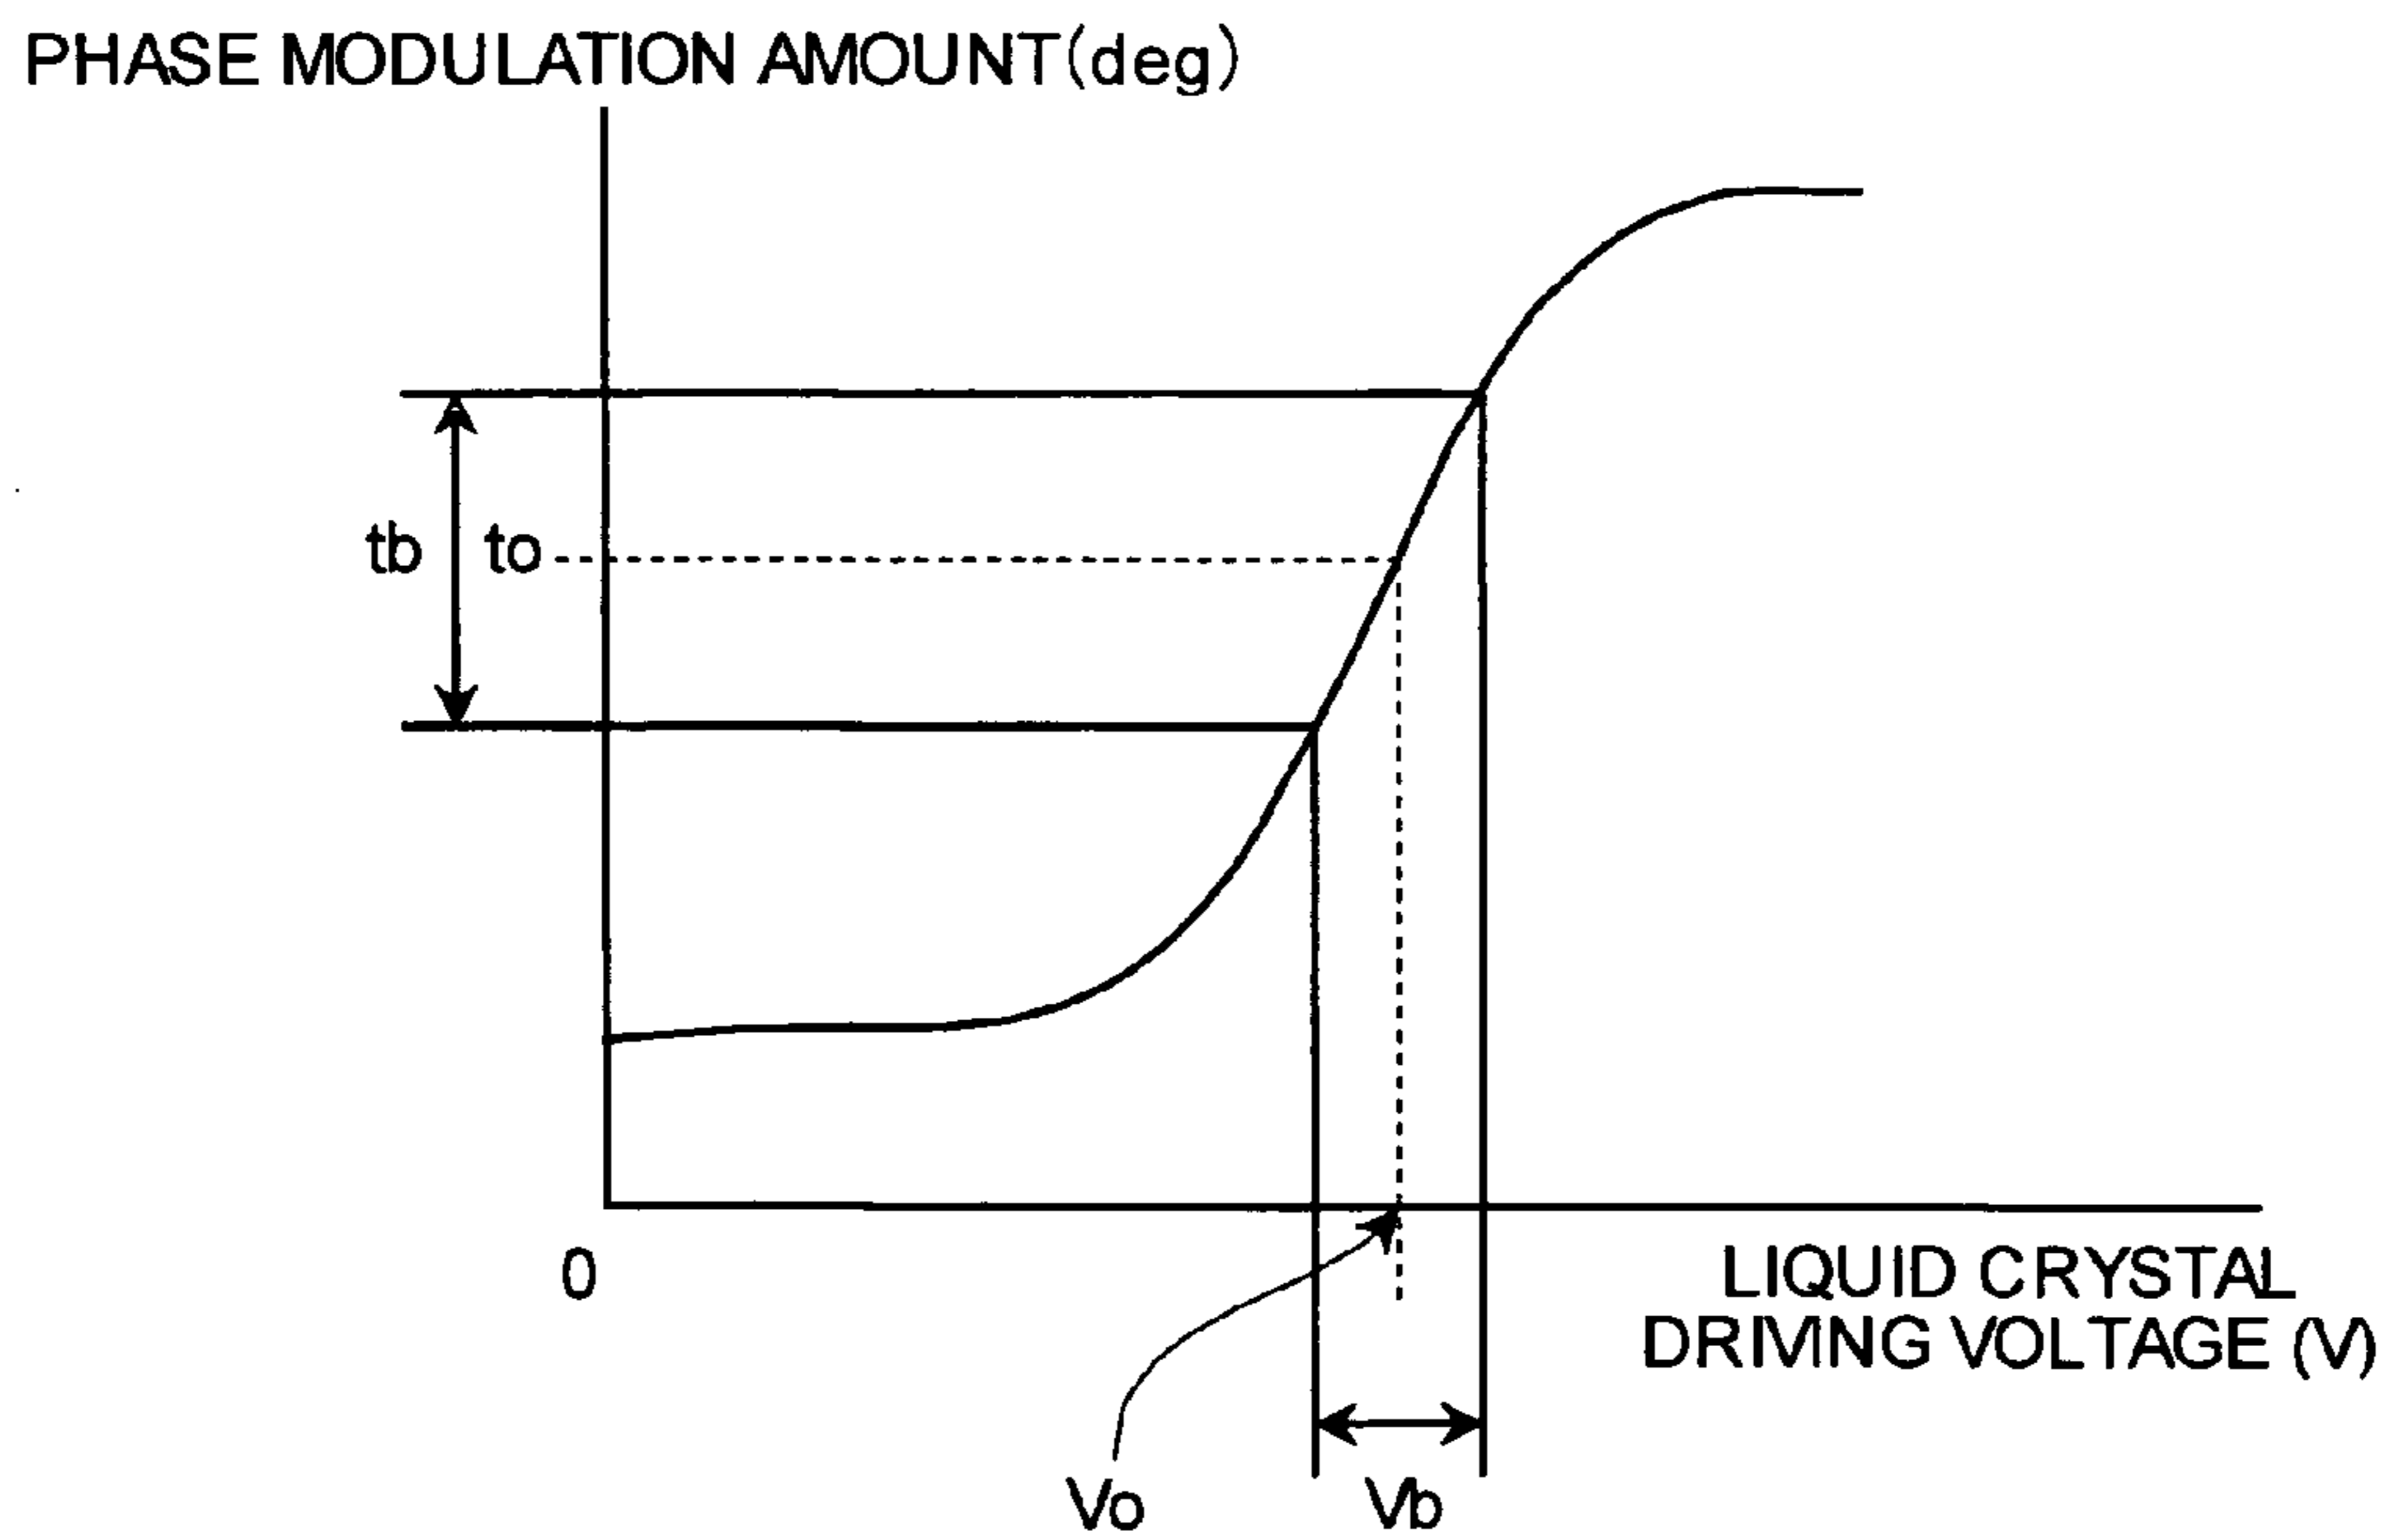 PHASE MODULATION AMOUNT(deg)
tb
to
0
LIQUID CRYSTAL
DRIVING VOLTAGE (V)
Vo
Vb